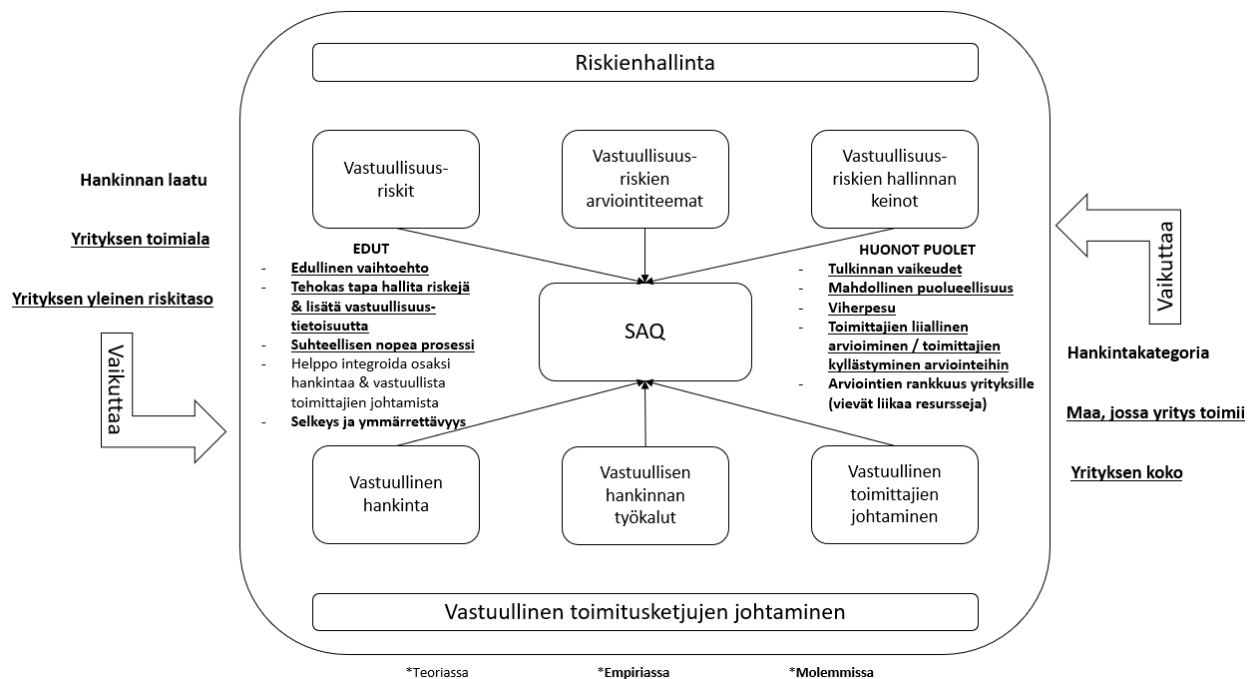 Riskienhallinta
Vastuullisuus-
riskit
Vastuullisuus-
riskien
arviointiteemat
Vastuullisuus-
riskien hallinnan
keinot
Hankinnan laatu
Yrityksen toimiala
Yrityksen yleinen riskitaso
Vaikuttaa
EDUT
- Edullinen vaihtoehto
- Tehokas tapa hallita riskejä
& lisätä vastuullisuus-
tietoisuutta
- Suhteellisen nopea prosessi
- Helppo integroida osaksi
hankintaa & vastuullista
toimittajien johtamista
- Selkeys ja ymmärrettävyys
SAQ
HUONOT PUOLET
- Tulkinnan vaikeudet
- Mahdollinen puolueellisuus
- Viherpesu
- Toimittajien liiallinen
arvioiminen / toimittajien
kyllästyminen arviointeihin
- Arviointien rankkuus yrityksille
(vievät liikaa resursseja)
Vaikuttaa
Hankintakategoria
Maa, jossa yritys toimii
Yrityksen koko
Vastuullinen
hankinta
Vastuullisen
hankinnan
työkalut
Vastuullinen
toimittajien
johtaminen
Vastuullinen toimitusketjujen johtaminen
*Teoriassa
*Empiriassa
*Molemmissa